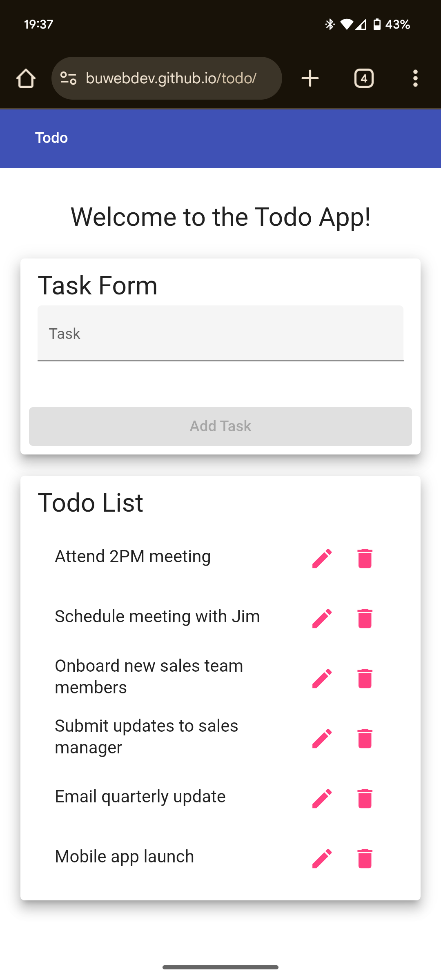 19:37
43%
buwebdev.github.io/todo/
4
Todo
Welcome to the Todo App!
Task Form
Task
Add Task
Todo List
Attend 2PM meeting
Schedule meeting with Jim
Onboard new sales team
members
Submit updates to sales
manager
Email quarterly update
Mobile app launch